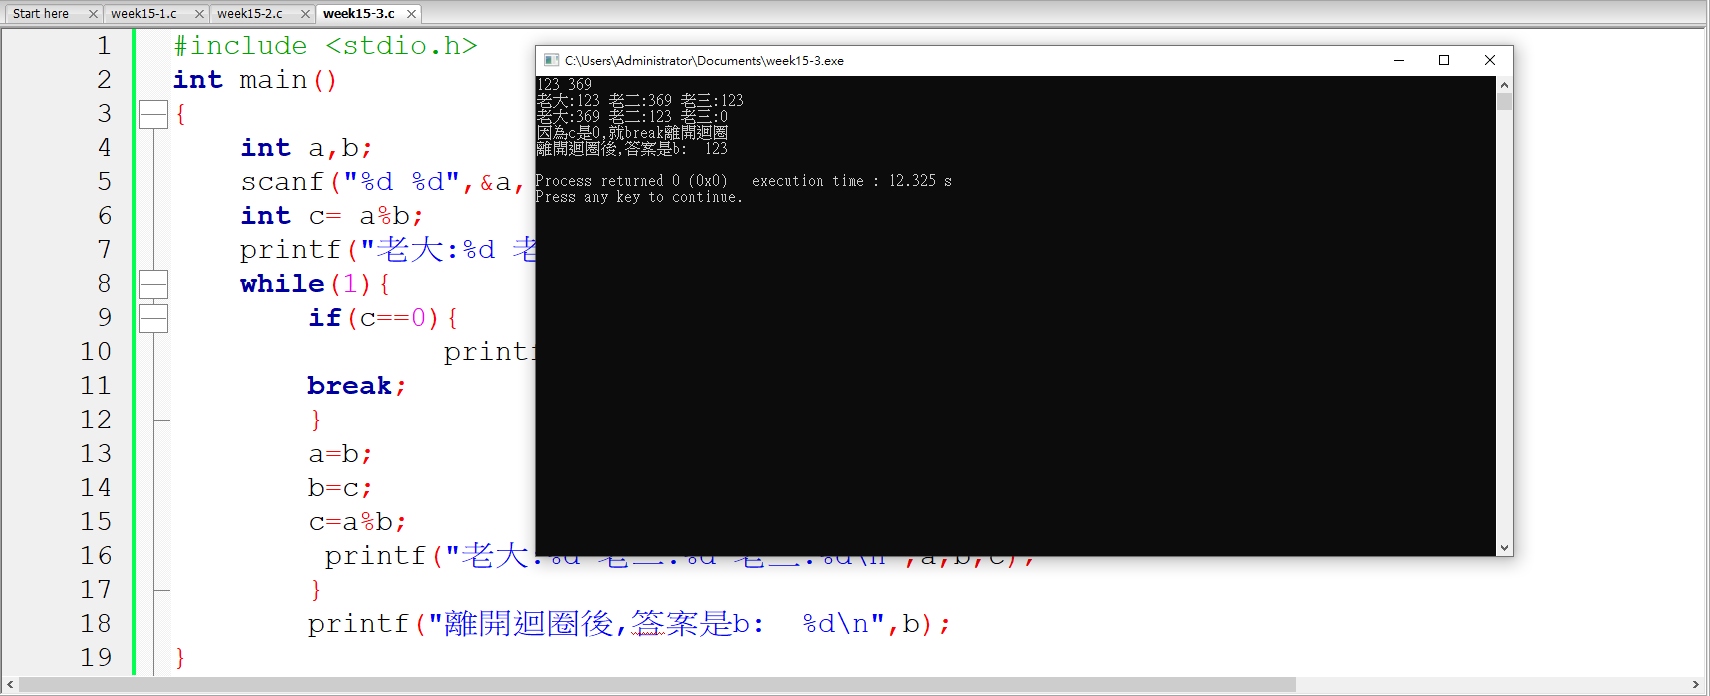 Start here week15-1.c week15-2.c week15-3.c
1 #include <stdio.h>
2 int main()
3 {
4 int a,b;
5 scanf("%d %d",&a,
6 int c= a%b;
7 printf("老大:%d 老
8 while(1){
9 if(c==0){
10 print
11 break;
12 }
13 a=b;
14 b=c;
15 c=a%b;
16 printf("老大:%d 老二:%d 老三:%d\n",a,b,c);
17 }
18 printf("離開迴圈後,答案是b:  %d\n",b);
19 }
C:\Users\Administrator\Documents\week15-3.exe
123 369
老大:123 老二:369 老三:123
老大:369 老二:123 老三:0
因為c是0,就break離開迴圈
離開迴圈後,答案是b:  123
Process returned 0 (0x0)   execution time : 12.325 s
Press any key to continue.